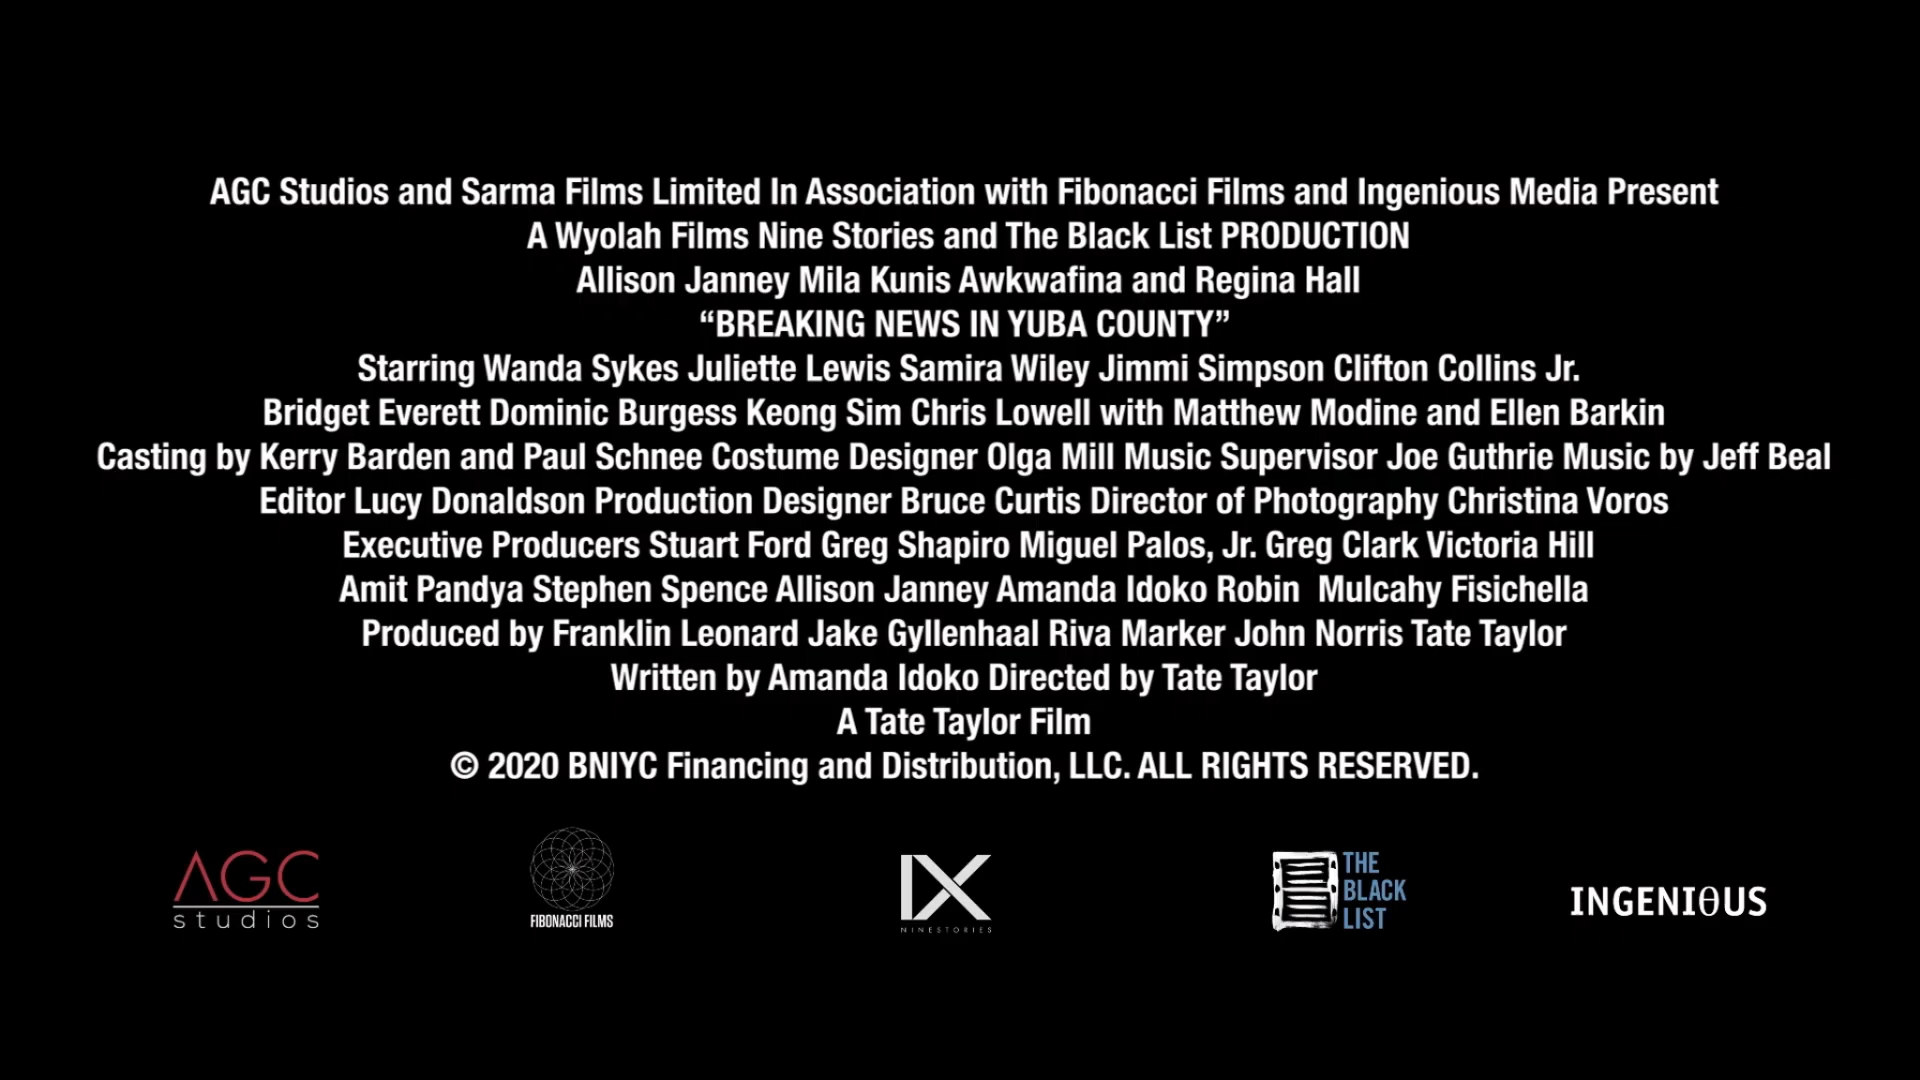 AGC Studios and Sarma Films Limited In Association with Fibonacci Films and Ingenious Media Present
A Wyolah Films Nine Stories and The Black List PRODUCTION
Allison Janney Mila Kunis Awkwafina and Regina Hall
“BREAKING NEWS IN YUBA COUNTY”
Starring Wanda Sykes Juliette Lewis Samira Wiley Jimmi Simpson Clifton Collins Jr.
Bridget Everett Dominic Burgess Keong Sim Chris Lowell with Matthew Modine and Ellen Barkin
Casting by Kerry Barden and Paul Schnee Costume Designer Olga Mill Music Supervisor Joe Guthrie Music by Jeff Beal
Editor Lucy Donaldson Production Designer Bruce Curtis Director of Photography Christina Voros
Executive Producers Stuart Ford Greg Shapiro Miguel Palos, Jr. Greg Clark Victoria Hill
Amit Pandya Stephen Spence Allison Janney Amanda Idoko Robin  Mulcahy Fisichella
Produced by Franklin Leonard Jake Gyllenhaal Riva Marker John Norris Tate Taylor
Written by Amanda Idoko Directed by Tate Taylor
A Tate Taylor Film
© 2020 BNIYC Financing and Distribution, LLC. ALL RIGHTS RESERVED.
AGC
studios
FIBONACCI FILMS
IX
NINESTORIES
THE
BLACK
LIST
INGENIθUS